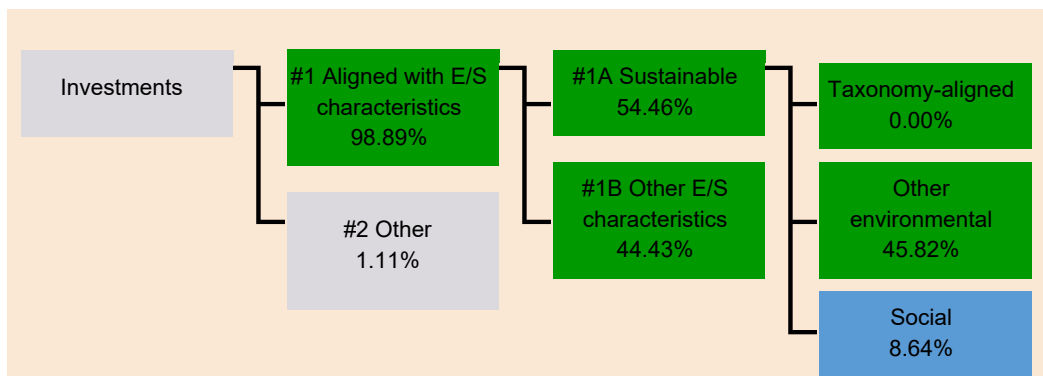 Investments
#1 Aligned with E/S
characteristics
98.89%
#2 Other
1.11%
#1A Sustainable
54.46%
#1B Other E/S
characteristics
44.43%
Taxonomy-aligned
0.00%
Other
environmental
45.82%
Social
8.64%